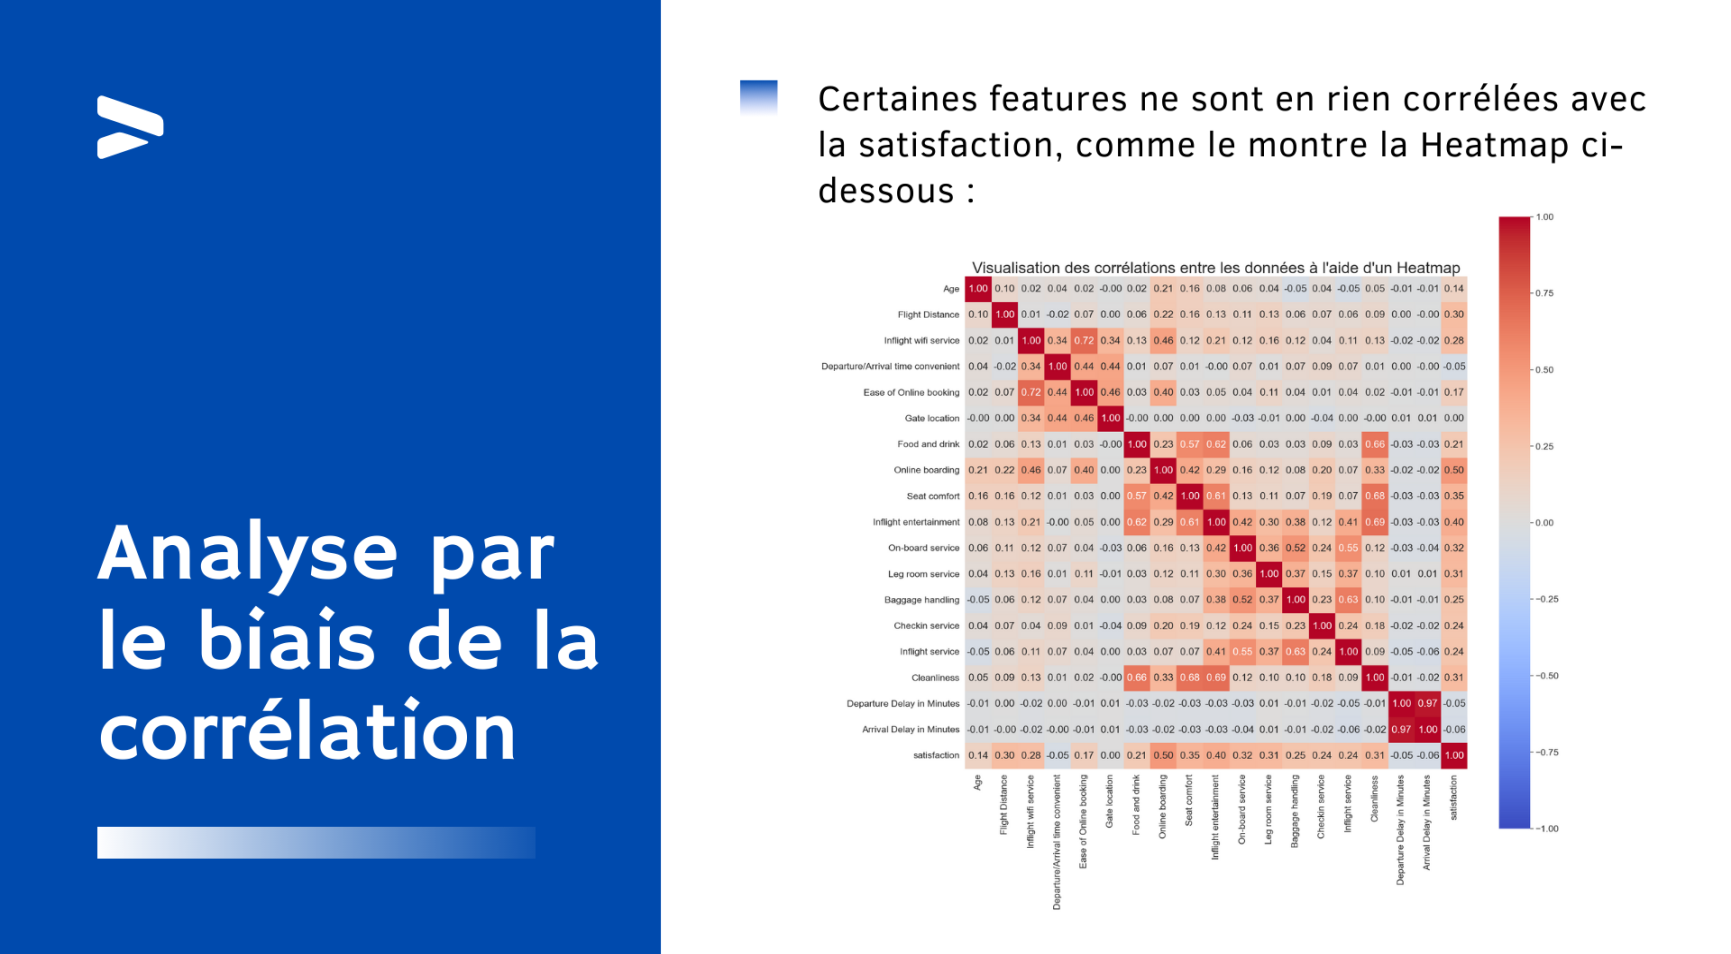 Analyse par
le biais de la
corrélation
Certaines features ne sont en rien corrélées avec
la satisfaction, comme le montre la Heatmap ci-
dessous :
Visualisation des corrélations entre les données à l'aide d'un Heatmap
Age 1.00 0.10 0.02 0.04 0.02 -0.00 0.02 0.21 0.16 0.08 0.06 0.04 -0.05 0.04 -0.05 0.05 -0.01 -0.01 0.14
Flight Distance 0.10 1.00 0.01 -0.02 0.07 0.00 0.06 0.22 0.16 0.13 0.11 0.13 0.06 0.07 0.06 0.09 0.00 -0.00 0.30
Inflight wifi service 0.02 0.01 1.00 0.34 0.72 0.34 0.13 0.46 0.12 0.21 0.12 0.16 0.12 0.04 0.11 0.13 -0.02 -0.02 0.28
Departure/Arrival time convenient 0.04 -0.02 0.34 1.00 0.44 0.44 0.01 0.07 0.01 -0.00 0.07 0.01 0.07 0.09 0.07 0.01 0.00 -0.00 -0.05
Ease of Online booking 0.02 0.07 0.72 0.44 1.00 0.46 0.03 0.40 0.03 0.05 0.04 0.11 0.04 0.01 0.04 0.02 -0.01 -0.01 0.17
Gate location -0.00 0.00 0.34 0.44 0.46 1.00 -0.00 0.00 0.00 0.00 -0.03 -0.01 0.00 -0.04 0.00 -0.00 0.01 0.01 0.00
Food and drink 0.02 0.06 0.13 0.01 0.03 -0.00 1.00 0.23 0.57 0.62 0.06 0.03 0.03 0.09 0.03 0.66 -0.03 -0.03 0.21
Online boarding 0.21 0.22 0.46 0.07 0.40 0.00 0.23 1.00 0.42 0.29 0.16 0.12 0.08 0.20 0.07 0.33 -0.02 -0.02 0.50
Seat comfort 0.16 0.16 0.12 0.01 0.03 0.00 0.57 0.42 1.00 0.61 0.13 0.11 0.07 0.19 0.07 0.68 -0.03 -0.03 0.35
Inflight entertainment 0.08 0.13 0.21 -0.00 0.05 0.00 0.62 0.29 0.61 1.00 0.42 0.30 0.38 0.12 0.41 0.69 -0.03 -0.03 0.40
On-board service 0.06 0.11 0.12 0.07 0.04 -0.03 0.06 0.16 0.13 0.42 1.00 0.36 0.52 0.24 0.55 0.12 -0.03 -0.04 0.32
Leg room service 0.04 0.13 0.16 0.01 0.11 -0.01 0.03 0.12 0.11 0.30 0.36 1.00 0.37 0.15 0.37 0.10 0.01 0.01 0.31
Baggage handling -0.05 0.06 0.12 0.07 0.04 0.00 0.03 0.08 0.07 0.38 0.52 0.37 1.00 0.23 0.63 0.10 -0.01 -0.01 0.25
Checkin service 0.04 0.07 0.04 0.09 0.01 -0.04 0.09 0.20 0.19 0.12 0.24 0.15 0.23 1.00 0.24 0.18 -0.02 -0.02 0.24
Inflight service -0.05 0.06 0.11 0.07 0.04 0.00 0.03 0.07 0.07 0.41 0.55 0.37 0.63 0.24 1.00 0.09 -0.05 -0.06 0.24
Cleanliness 0.05 0.09 0.13 0.01 0.02 -0.00 0.66 0.33 0.68 0.69 0.12 0.10 0.10 0.18 0.09 1.00 -0.01 -0.02 0.31
Departure Delay in Minutes -0.01 0.00 -0.02 0.00 -0.01 0.01 -0.03 -0.02 -0.03 -0.03 -0.03 0.01 -0.01 -0.02 -0.05 -0.01 1.00 0.97 -0.05
Arrival Delay in Minutes -0.01 -0.00 -0.02 -0.00 -0.01 0.01 -0.03 -0.02 -0.03 -0.03 -0.04 0.01 -0.01 -0.02 -0.06 -0.02 0.97 1.00 -0.06
satisfaction 0.14 0.30 0.28 -0.05 0.17 0.00 0.21 0.50 0.35 0.40 0.32 0.31 0.25 0.24 0.24 0.31 -0.05 -0.06 1.00
Age
Flight Distance
Inflight wifi service
Departure/Arrival time convenient
Ease of Online booking
Gate location
Food and drink
Online boarding
Seat comfort
Inflight entertainment
On-board service
Leg room service
Baggage handling
Checkin service
Inflight service
Cleanliness
Departure Delay in Minutes
Arrival Delay in Minutes
satisfaction
1.00
0.75
0.50
0.25
0.00
−0.25
−0.50
−0.75
−1.00